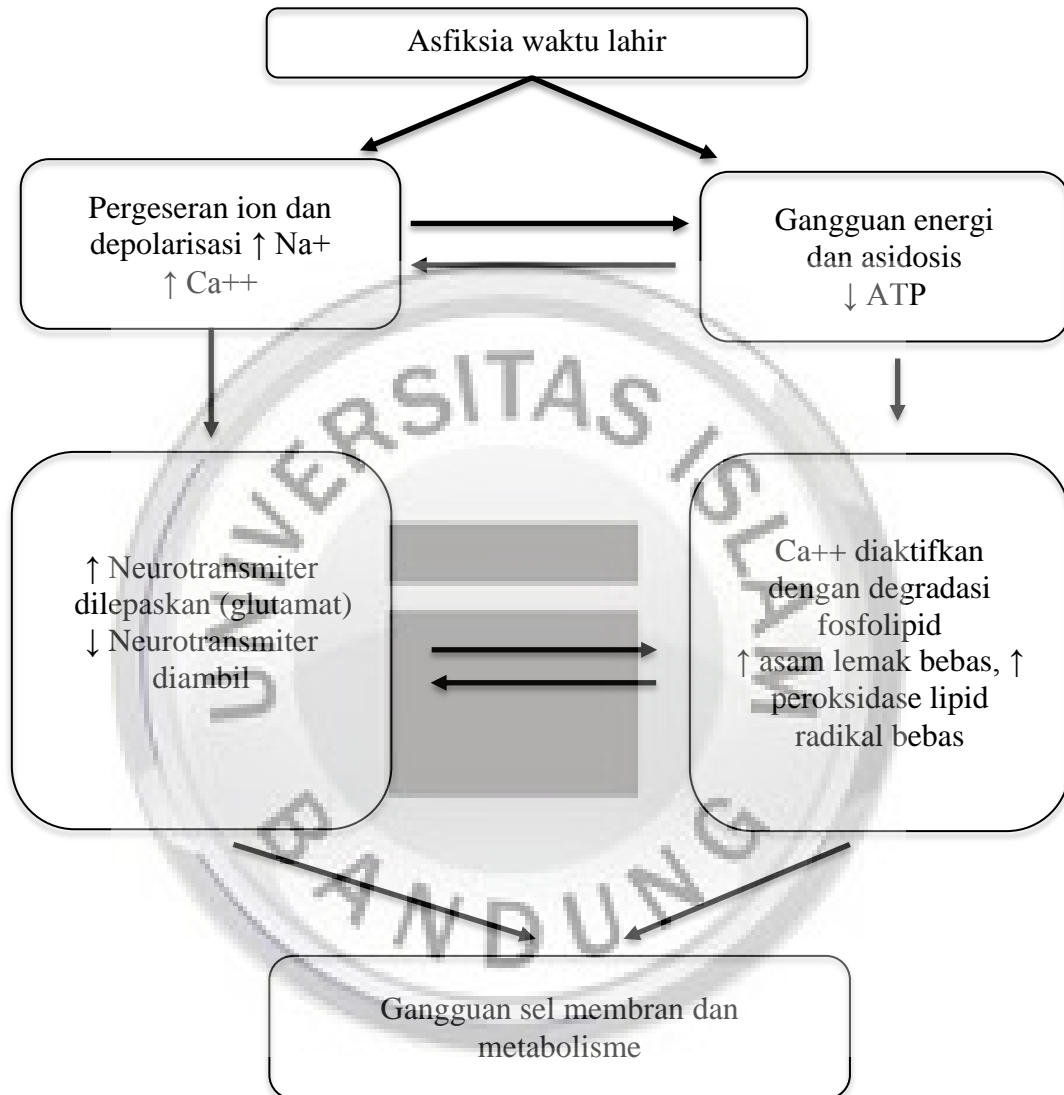 Asfiksia waktu lahir
Pergeseran ion dan
depolarisasi ↑ Na+
↑ Ca++
Gangguan energi
dan asidosis
↓ ATP
UNIVERSITAS ISLAM
↑ Neurotransmiter
dilepaskan (glutamat)
↓ Neurotransmiter
diambil
Ca++ diaktifkan
dengan degradasi
fosfolipid
↑ asam lemak bebas, ↑
peroksidase lipid
radikal bebas
BANDUNG
Gangguan sel membran dan
metabolisme